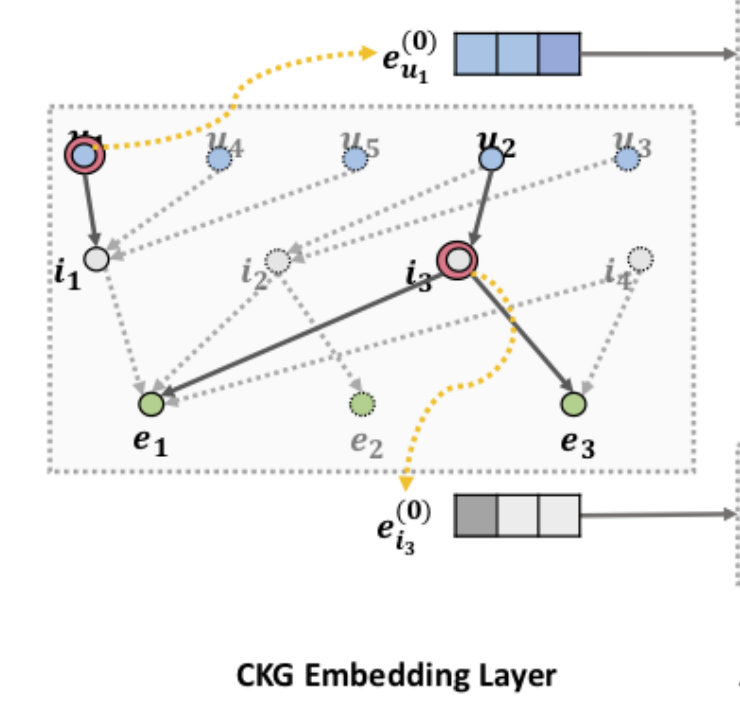 e_{u_1}^{(0)}
u_1 u_4 u_5 u_2 u_3
i_1 i_2 i_3 i_4
e_1 e_2 e_3
e_{i_3}^{(0)}
CKG Embedding Layer